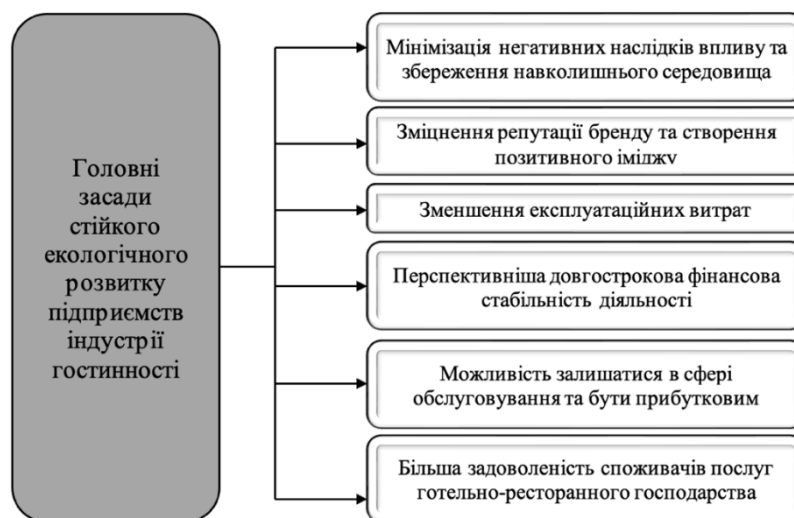 Головні
засади
стійкого
екологічного
розвитку
підприємств
індустрії
гостинності
Мінімізація негативних наслідків впливу та
збереження навколишнього середовища
Зміцнення репутації бренду та створення
позитивного іміджу
Зменшення експлуатаційних витрат
Перспективніша довгострокова фінансова
стабільність діяльності
Можливість залишатися в сфері
обслуговування та бути прибутковим
Більша задоволеність споживачів послуг
готельно-ресторанного господарства